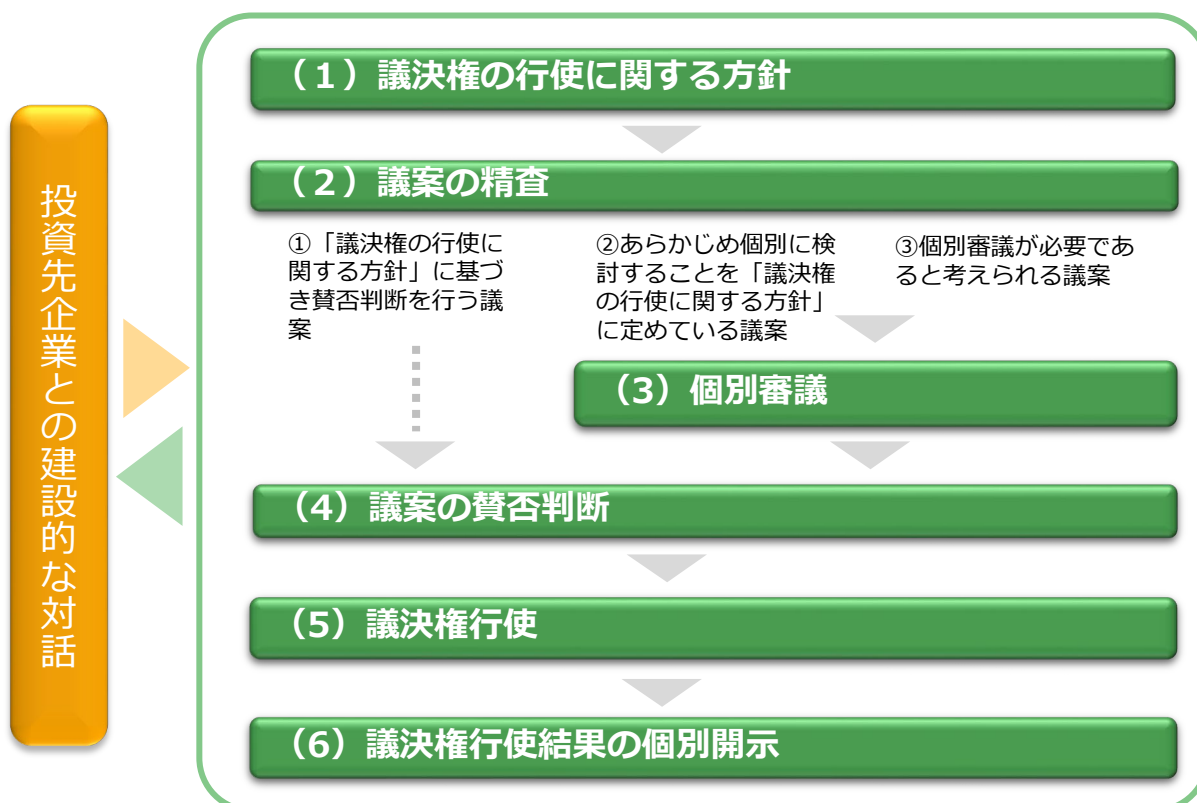 投資先企業との建設的な対話
（1）議決権の行使に関する方針
（２）議案の精査
①「議決権の行使に
関する方針」に基づ
き賛否判断を行う議
案
②あらかじめ個別に検
討することを「議決権
の行使に関する方針」
に定めている議案
③個別審議が必要であ
ると考えられる議案
（3）個別審議
（4）議案の賛否判断
（5）議決権行使
（6）議決権行使結果の個別開示